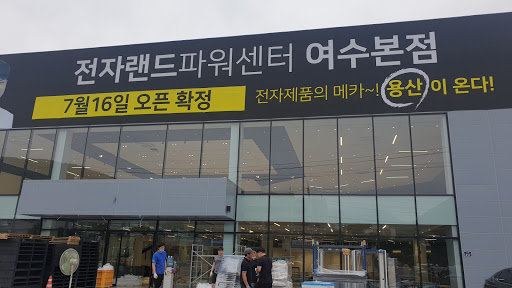 전자랜드파워센터 여수본점
7월16일 오픈 확정
전자제품의 메카~! 용산이 온다!